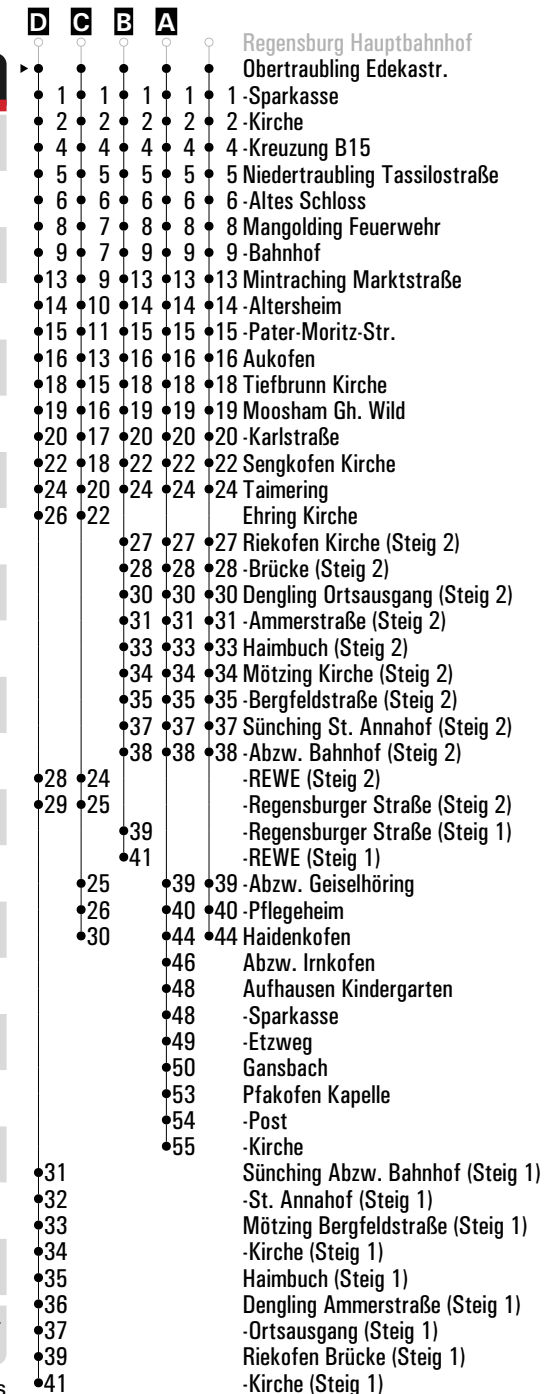 D C B A
Regensburg Hauptbahnhof
Obertraubling Edekastr.
1 1 1 1 1 -Sparkasse
2 2 2 2 2 -Kirche
4 4 4 4 4 -Kreuzung B15
5 5 5 5 5 Niedertraubling Tassilostraße
6 6 6 6 6 -Altes Schloss
8 7 8 8 8 Mangolding Feuerwehr
9 7 9 9 9 -Bahnhof
13 9 13 13 13 Mintraching Marktstraße
14 10 14 14 14 -Altersheim
15 11 15 15 15 -Pater-Moritz-Str.
16 13 16 16 16 Aukofen
18 15 18 18 18 Tiefbrunn Kirche
19 16 19 19 19 Moosham Gh. Wild
20 17 20 20 20 -Karlstraße
22 18 22 22 22 Sengkofen Kirche
24 20 24 24 24 Taimering
26 22 Ehring Kirche
27 27 27 Riekofen Kirche (Steig 2)
28 28 28 -Brücke (Steig 2)
30 30 30 Dengling Ortsausgang (Steig 2)
31 31 31 -Ammerstraße (Steig 2)
33 33 33 Haimbuch (Steig 2)
34 34 34 Mötzing Kirche (Steig 2)
35 35 35 -Bergfeldstraße (Steig 2)
37 37 37 Sünching St. Annahof (Steig 2)
38 38 38 -Abzw. Bahnhof (Steig 2)
28 24 -REWE (Steig 2)
29 25 -Regensburger Straße (Steig 2)
39 -Regensburger Straße (Steig 1)
41 -REWE (Steig 1)
25 39 39 -Abzw. Geiselhöring
26 40 40 -Pflegeheim
30 44 44 Haidenkofen
46 Abzw. Irnkofen
48 Aufhausen Kindergarten
48 -Sparkasse
49 -Etzweg
50 Gansbach
53 Pfakofen Kapelle
54 -Post
55 -Kirche
31 Sünching Abzw. Bahnhof (Steig 1)
32 -St. Annahof (Steig 1)
33 Mötzing Bergfeldstraße (Steig 1)
34 -Kirche (Steig 1)
35 Haimbuch (Steig 1)
36 Dengling Ammerstraße (Steig 1)
37 -Ortsausgang (Steig 1)
39 Riekofen Brücke (Steig 1)
41 -Kirche (Steig 1)